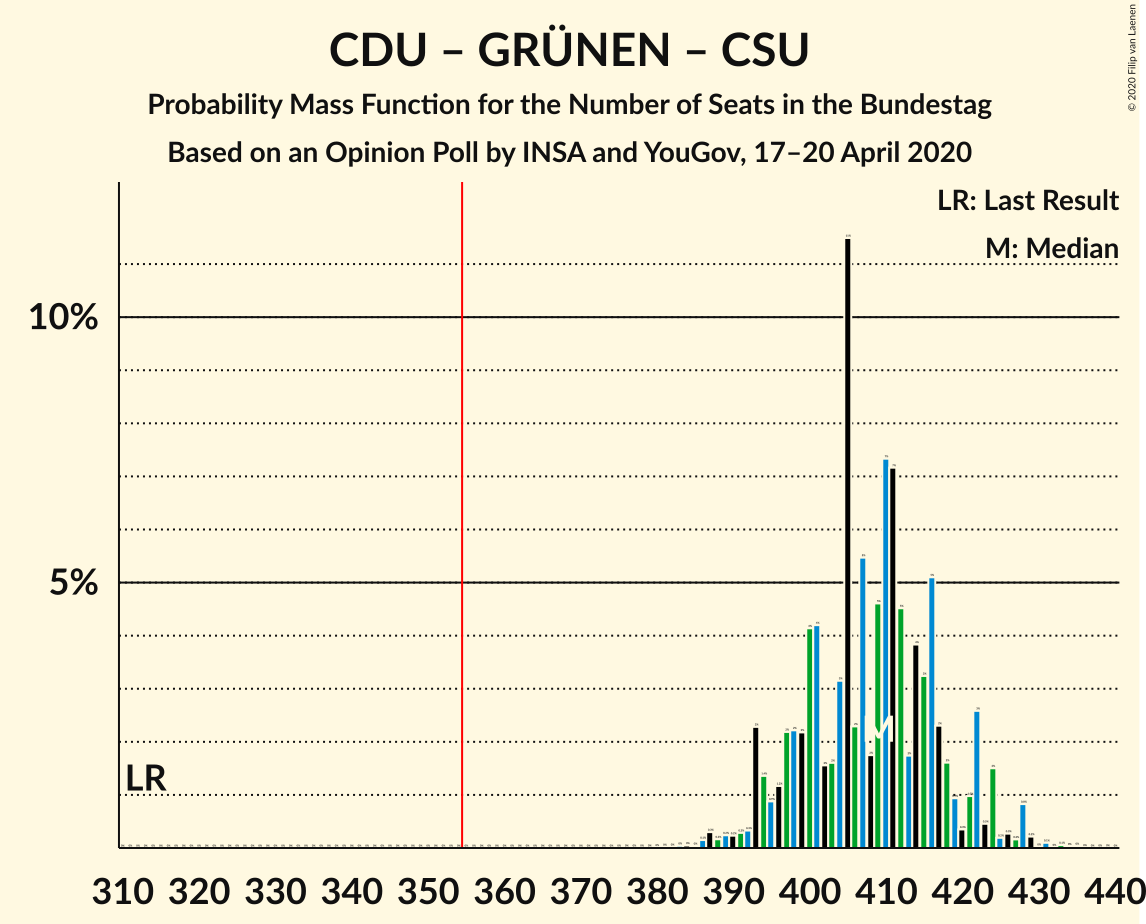 CDU – GRÜNEN – CSU
Probability Mass Function for the Number of Seats in the Bundestag
Based on an Opinion Poll by INSA and YouGov, 17–20 April 2020
© 2020 Filip van Laenen
LR: Last Result
M: Median
10%
5%
M
LR
310 320 330 340 350 360 370 380 390 400 410 420 430 440